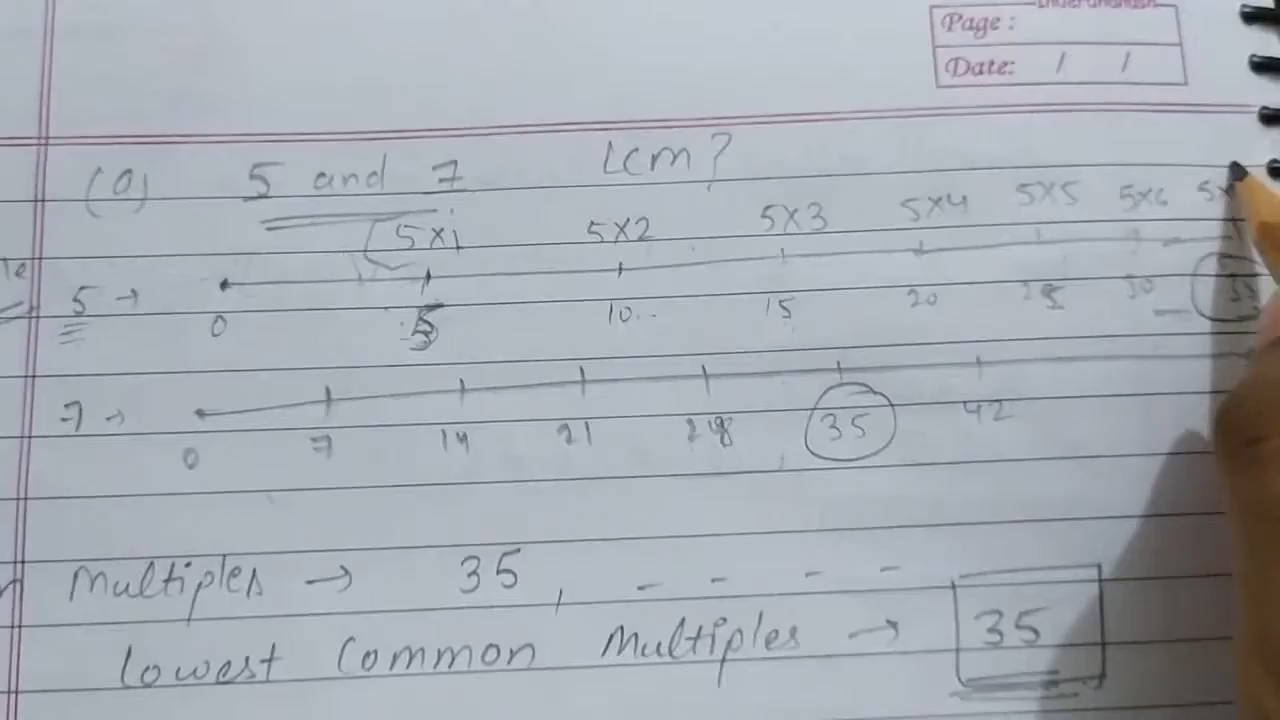 Page :
Date: / /
(a) 5 and 7 LCM?
5x1 5x2 5x3 5x4 5x5 5x6
5 →
0 5 10.. 15 20 25 30 35
7 →
0 7 14 21 28 35 42
Multiples → 35, - - - -
Lowest Common Multiples → 35